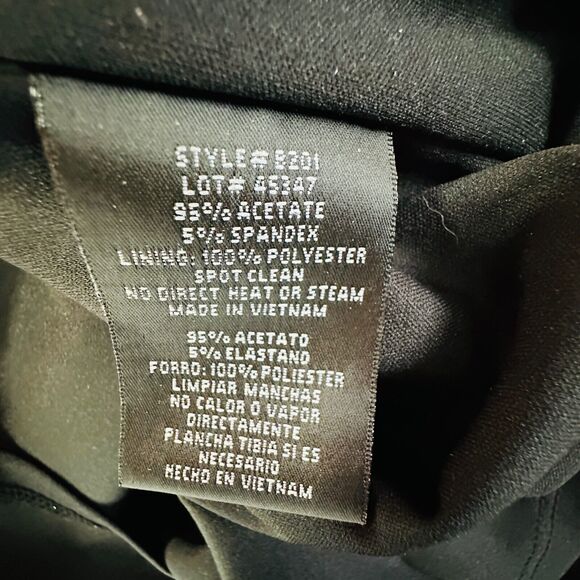 STYLE# 8201
LOT# 45347
95% ACETATE
5% SPANDEX
LINING: 100% POLYESTER
SPOT CLEAN
NO DIRECT HEAT OR STEAM
MADE IN VIETNAM
95% ACETATO
5% ELASTANO
FORRO: 100% POLIESTER
LIMPIAR MANCHAS
NO CALOR O VAPOR
DIRECTAMENTE
PLANCHA TIBIA SI ES
NECESARIO
HECHO EN VIETNAM